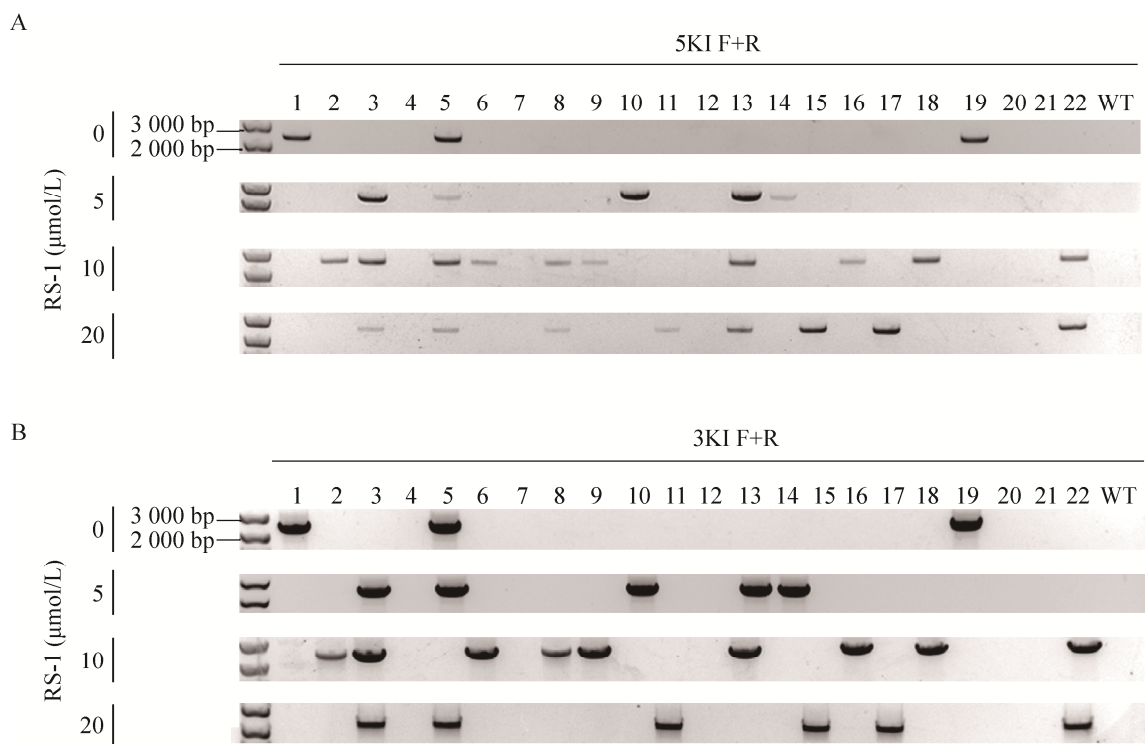 A
5KI F+R
1 2 3 4 5 6 7 8 9 10 11 12 13 14 15 16 17 18 19 20 21 22 WT
0
3 000 bp
2 000 bp
5
10
20
RS-1 (μmol/L)
B
3KI F+R
1 2 3 4 5 6 7 8 9 10 11 12 13 14 15 16 17 18 19 20 21 22 WT
0
3 000 bp
2 000 bp
5
10
20
RS-1 (μmol/L)